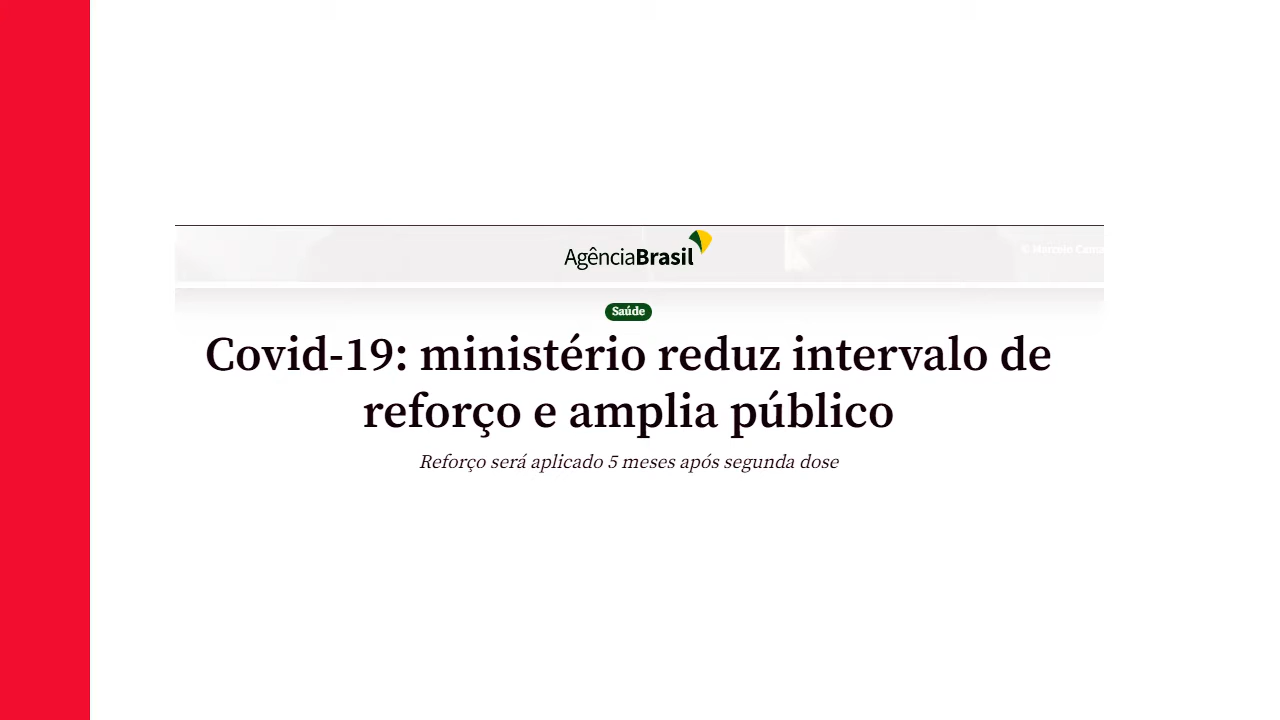 AgênciaBrasil
Saúde
Covid-19: ministério reduz intervalo de
reforço e amplia público
Reforço será aplicado 5 meses após segunda dose